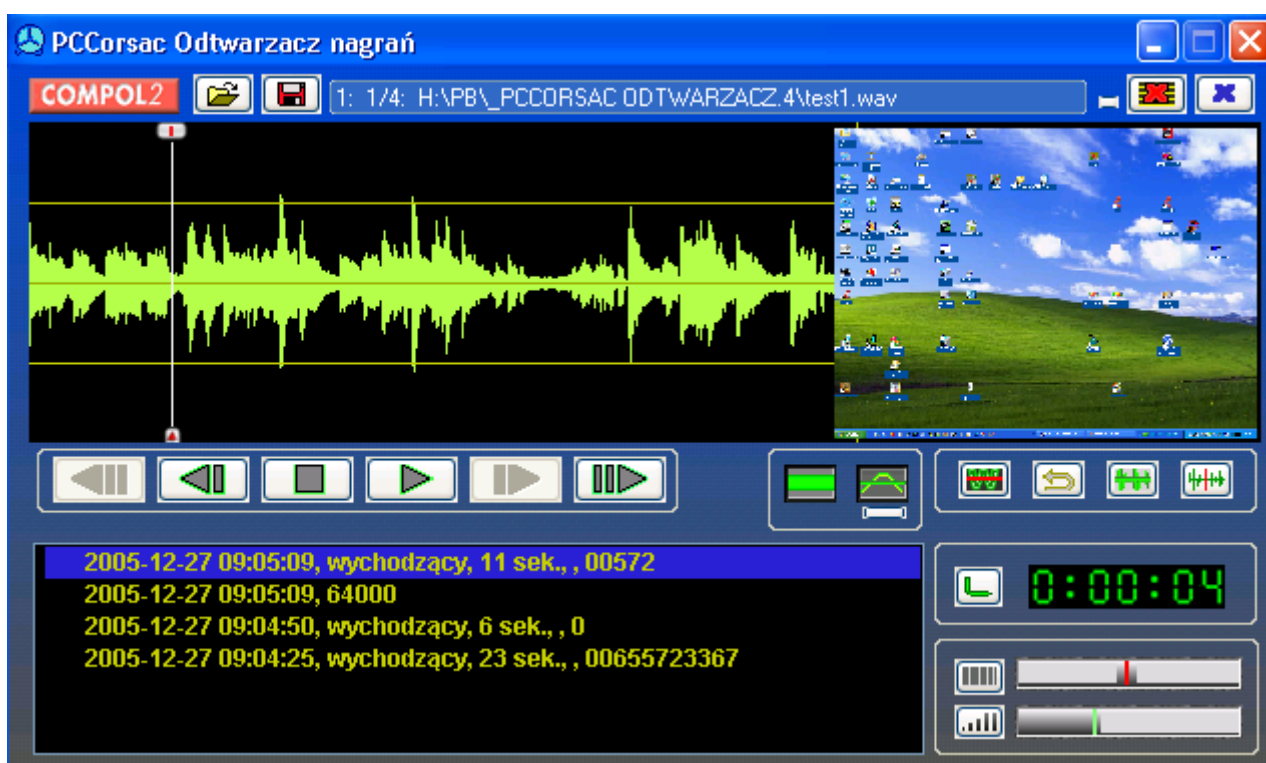 PCCorsac Odtwarzacz nagrań
COMPOL2 1: 1/4: H:\PB\_PCCORSAC ODTWARZACZ.4\test1.wav
2005-12-27 09:05:09, wychodzący, 11 sek., , 00572
2005-12-27 09:05:09, 64000
2005-12-27 09:04:50, wychodzący, 6 sek., , 0
2005-12-27 09:04:25, wychodzący, 23 sek., , 00655723367
0:00:04